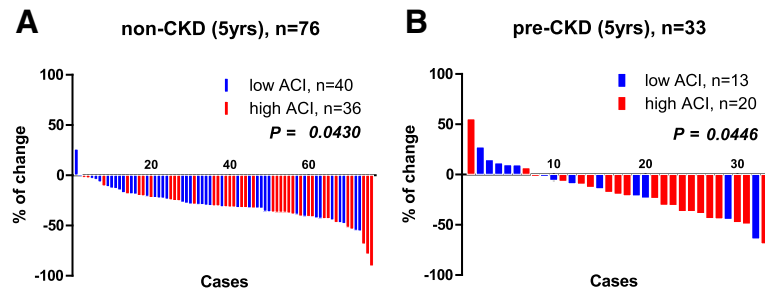 A
non-CKD (5yrs), n=76
% of change
100
50
0
-50
-100
20
40
60
low ACI, n=40
high ACI, n=36
P = 0.0430
Cases
B
pre-CKD (5yrs), n=33
% of change
100
50
0
-50
-100
10
20
30
low ACI, n=13
high ACI, n=20
P = 0.0446
Cases